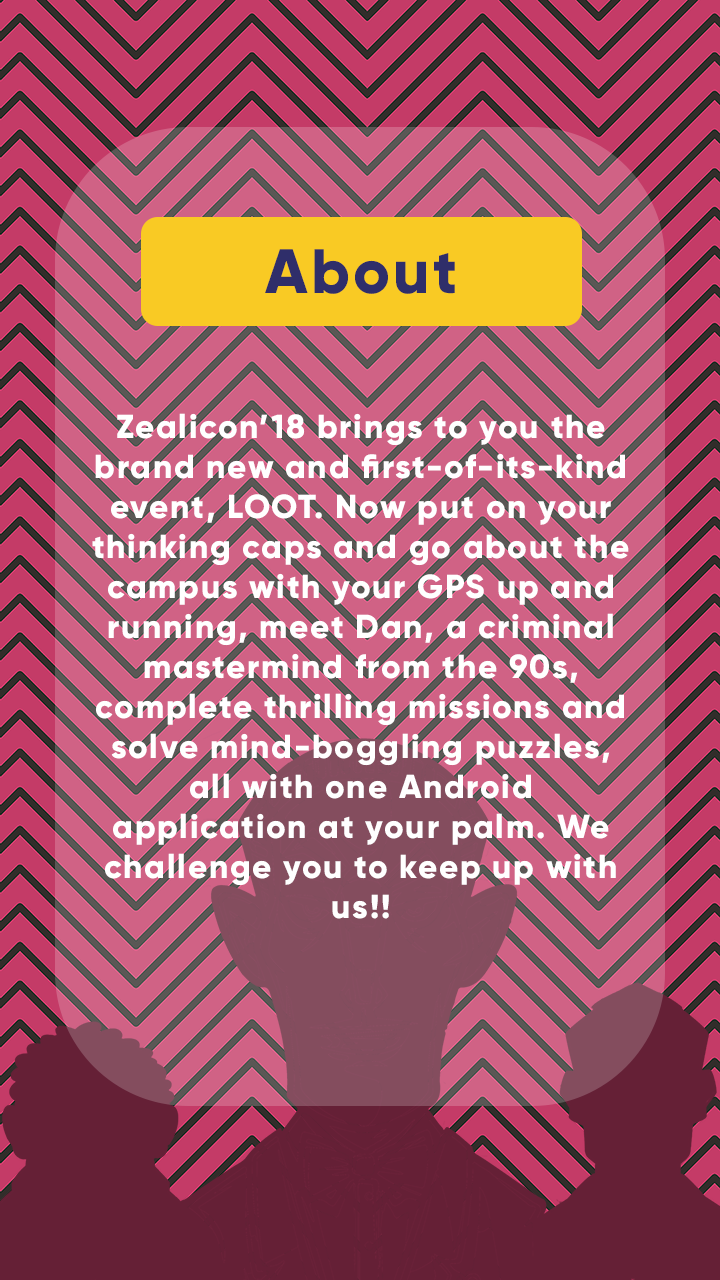 About
Zealicon’18 brings to you the
brand new and first-of-its-kind
event, LOOT. Now put on your
thinking caps and go about the
campus with your GPS up and
running, meet Dan, a criminal
mastermind from the 90s,
complete thrilling missions and
solve mind-boggling puzzles,
all with one Android
application at your palm. We
challenge you to keep up with
us!!